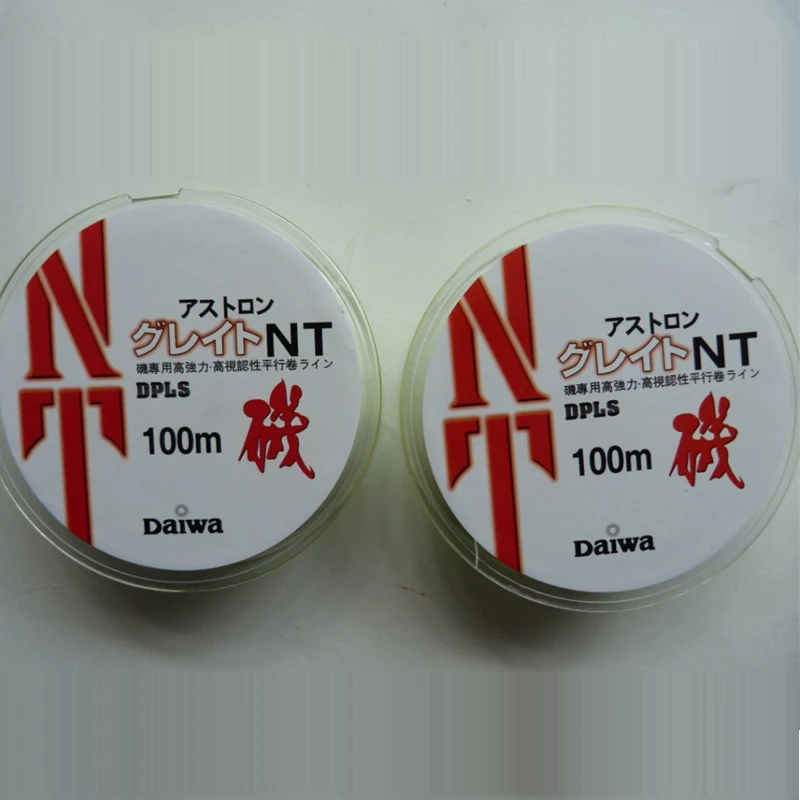 NT
アストロン
グレイトNT
磯専用高強力・高視認性平行巻ライン
DPLS
100m 磯
Daiwa
NT
アストロン
グレイトNT
磯専用高強力・高視認性平行巻ライン
DPLS
100m 磯
Daiwa